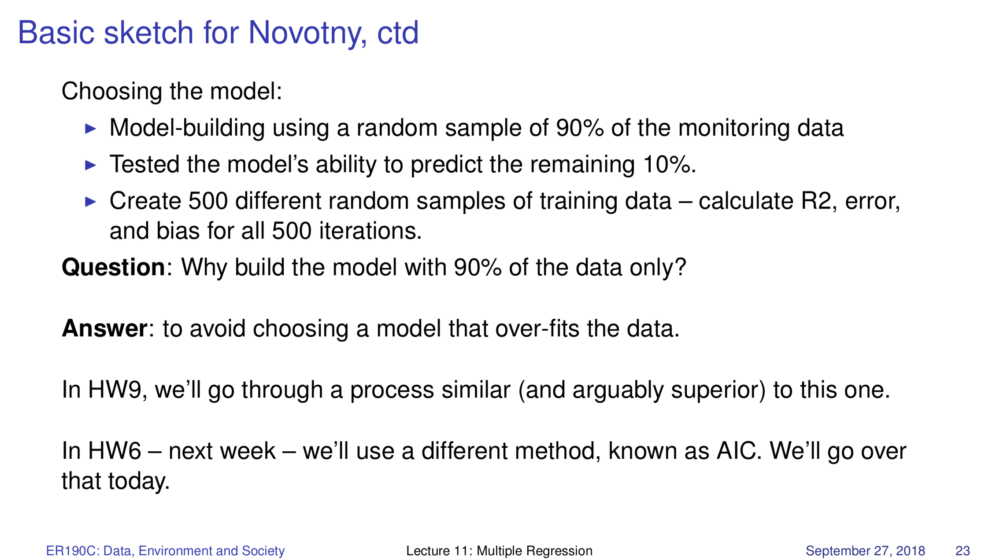 Basic sketch for Novotny, ctd
Choosing the model:
Model-building using a random sample of 90% of the monitoring data
Tested the model’s ability to predict the remaining 10%.
Create 500 different random samples of training data – calculate R2, error,
and bias for all 500 iterations.
Question: Why build the model with 90% of the data only?
Answer: to avoid choosing a model that over-fits the data.
In HW9, we’ll go through a process similar (and arguably superior) to this one.
In HW6 – next week – we’ll use a different method, known as AIC. We’ll go over
that today.
ER190C: Data, Environment and Society Lecture 11: Multiple Regression September 27, 2018 23